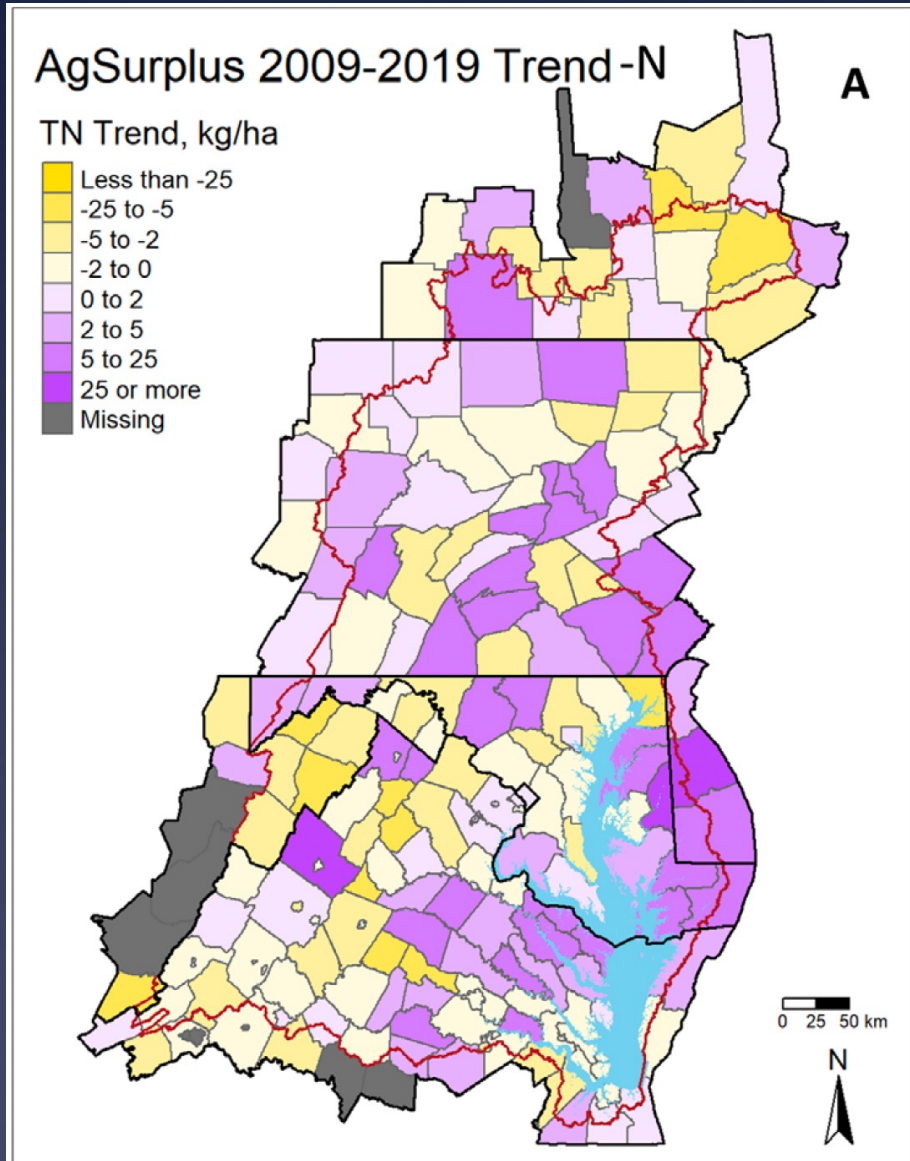 AgSurplus 2009-2019 Trend -N
A
TN Trend, kg/ha
Less than -25
-25 to -5
-5 to -2
-2 to 0
0 to 2
2 to 5
5 to 25
25 or more
Missing
0 25 50 km
N